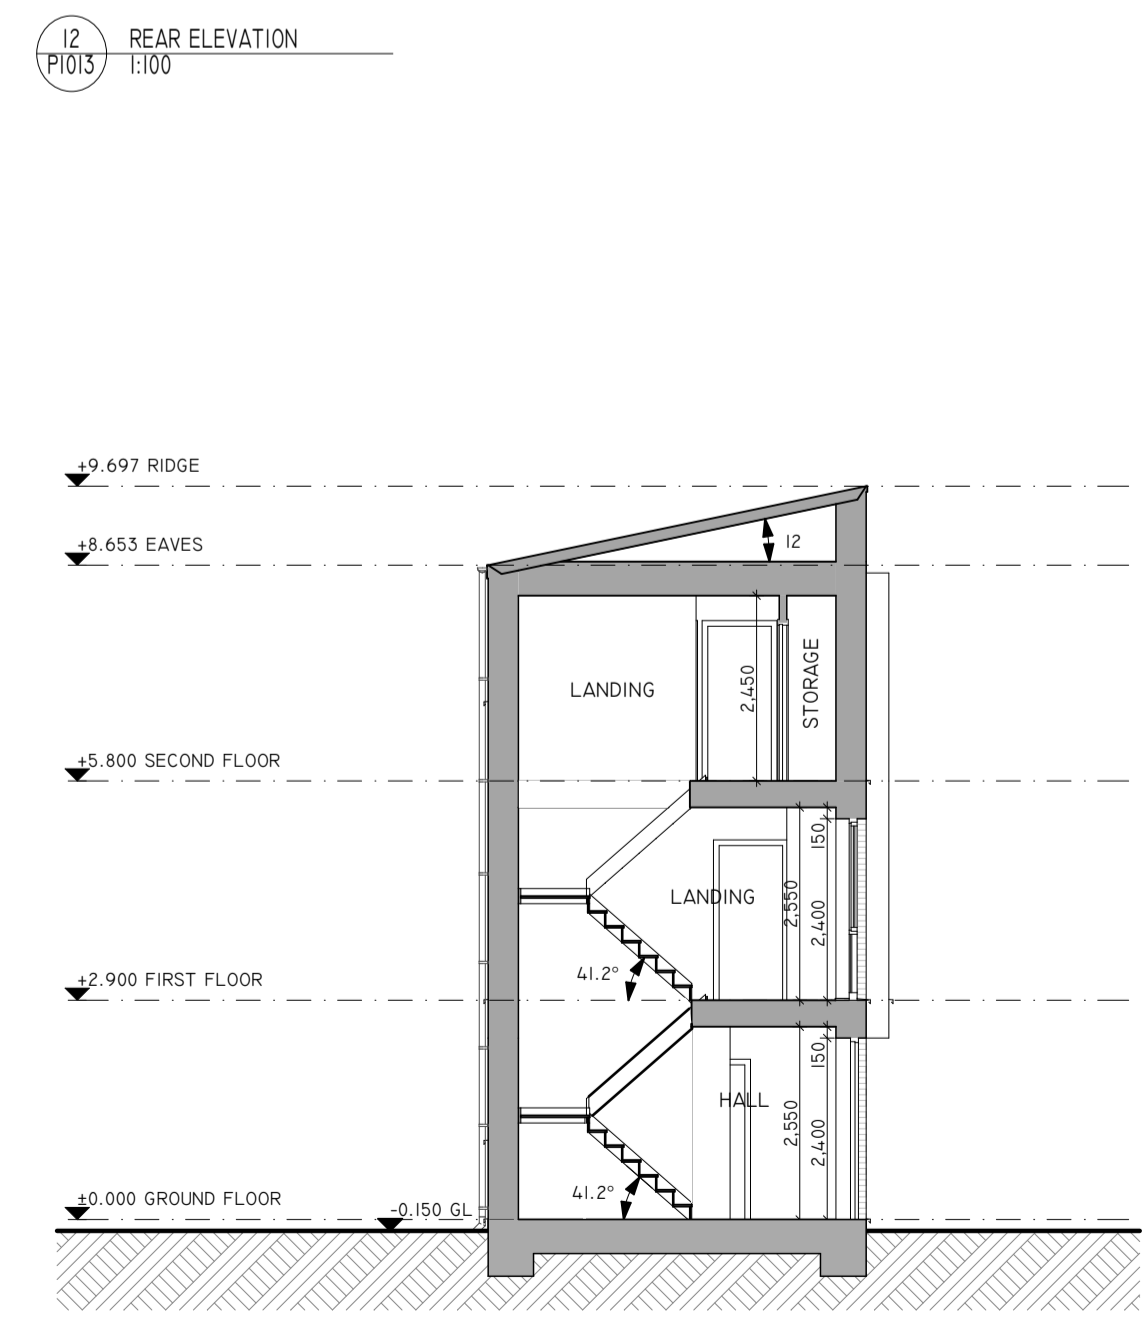 12
P1013
REAR ELEVATION
1:100
+9.697 RIDGE
+8.653 EAVES
12
LANDING
2,450
STORAGE
+5.800 SECOND FLOOR
150
LANDING
2,550
2,400
41.2°
+2.900 FIRST FLOOR
150
HALL
2,550
2,400
41.2°
±0.000 GROUND FLOOR
-0.150 GL